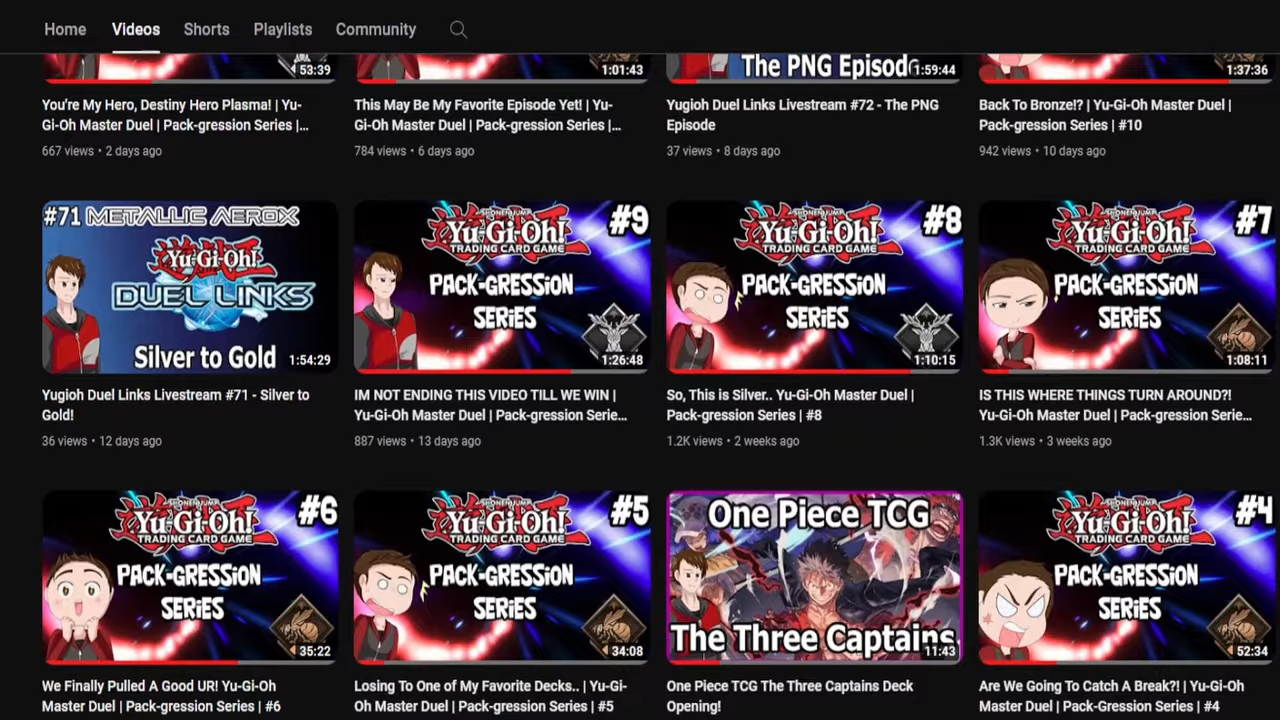 Home Videos Shorts Playlists Community
53:39
1:01:43
The PNG Episode
1:59:44
1:37:36
You're My Hero, Destiny Hero Plasma! | Yu-
Gi-Oh Master Duel | Pack-gression Series |...
667 views • 2 days ago
This May Be My Favorite Episode Yet! | Yu-
Gi-Oh Master Duel | Pack-gression Series |...
784 views • 6 days ago
Yugioh Duel Links Livestream #72 - The PNG
Episode
37 views • 8 days ago
Back To Bronze!? | Yu-Gi-Oh Master Duel |
Pack-gression Series | #10
942 views • 10 days ago
#71 METALLIC AEROX
Yu-Gi-Oh!
DUEL LINKS
Silver to Gold
1:54:29
#9
SHONEN JUMP
Yu-Gi-Oh!
TRADING CARD GAME
PACK-GRESSION
SERIES
1:26:48
#8
SHONEN JUMP
Yu-Gi-Oh!
TRADING CARD GAME
PACK-GRESSION
SERIES
1:10:15
#7
SHONEN JUMP
Yu-Gi-Oh!
TRADING CARD GAME
PACK-GRESSION
SERIES
1:08:11
Yugioh Duel Links Livestream #71 - Silver to
Gold!
36 views • 12 days ago
IM NOT ENDING THIS VIDEO TILL WE WIN |
Yu-Gi-Oh Master Duel | Pack-gression Serie...
887 views • 13 days ago
So, This is Silver.. Yu-Gi-Oh Master Duel |
Pack-gression Series | #8
1.2K views • 2 weeks ago
IS THIS WHERE THINGS TURN AROUND?!
Yu-Gi-Oh Master Duel | Pack-gression Serie...
1.3K views • 3 weeks ago
#6
SHONEN JUMP
Yu-Gi-Oh!
TRADING CARD GAME
PACK-GRESSION
SERIES
35:22
#5
SHONEN JUMP
Yu-Gi-Oh!
TRADING CARD GAME
PACK-GRESSION
SERIES
34:08
One Piece TCG
The Three Captains
11:43
#4
SHONEN JUMP
Yu-Gi-Oh!
TRADING CARD GAME
PACK-GRESSION
SERIES
52:34
We Finally Pulled A Good UR! Yu-Gi-Oh
Master Duel | Pack-gression Series | #6
Losing To One of My Favorite Decks.. | Yu-Gi-
Oh Master Duel | Pack-gression Series | #5
One Piece TCG The Three Captains Deck
Opening!
Are We Going To Catch A Break?! | Yu-Gi-Oh
Master Duel | Pack-Gression Series | #4